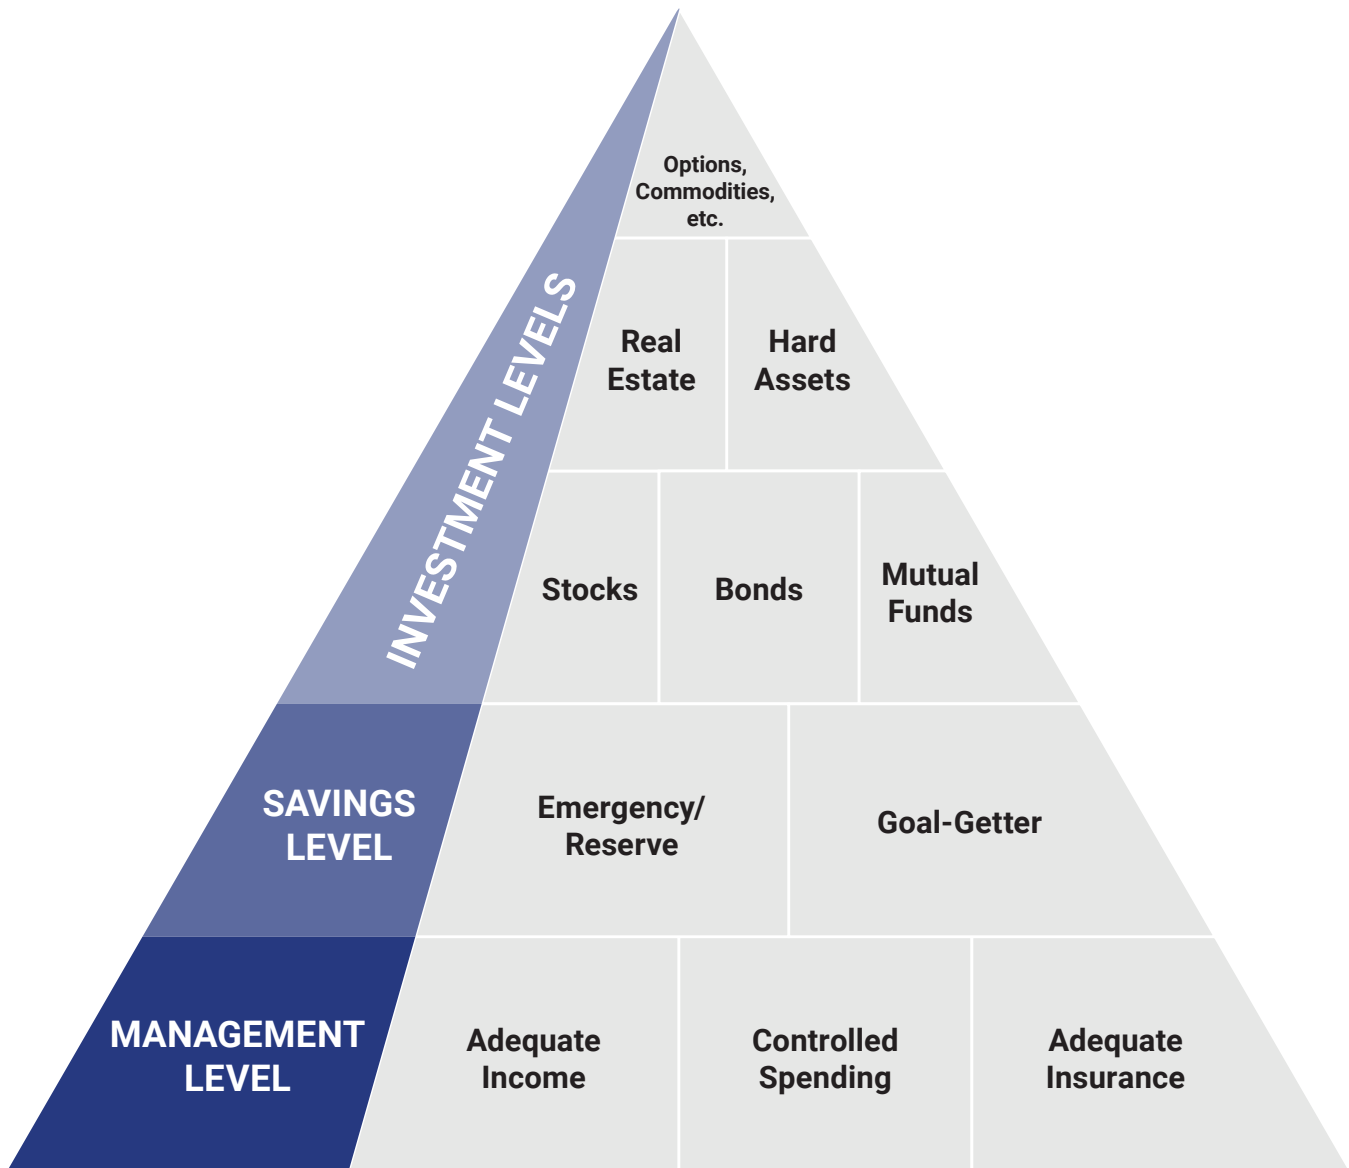 Options,
Commodities,
etc.
Real
Estate
Hard
Assets
INVESTMENT LEVELS
Stocks
Bonds
Mutual
Funds
SAVINGS
LEVEL
Emergency/
Reserve
Goal-Getter
MANAGEMENT
LEVEL
Adequate
Income
Controlled
Spending
Adequate
Insurance